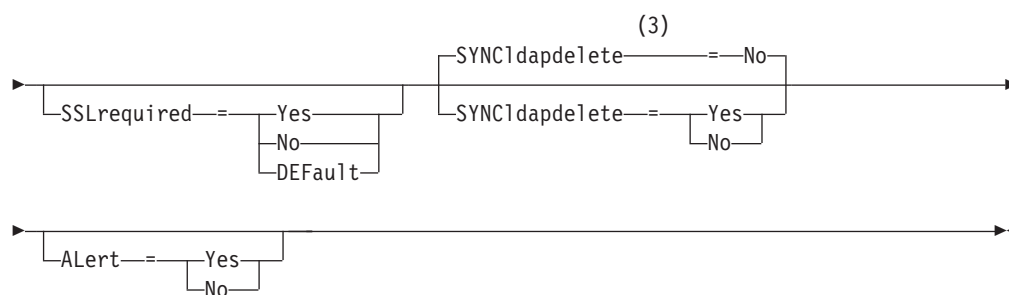 (3)
SYNCldapdelete = No
SSLrequired = Yes
No
DEFault
SYNCldapdelete = Yes
No
ALert = Yes
No